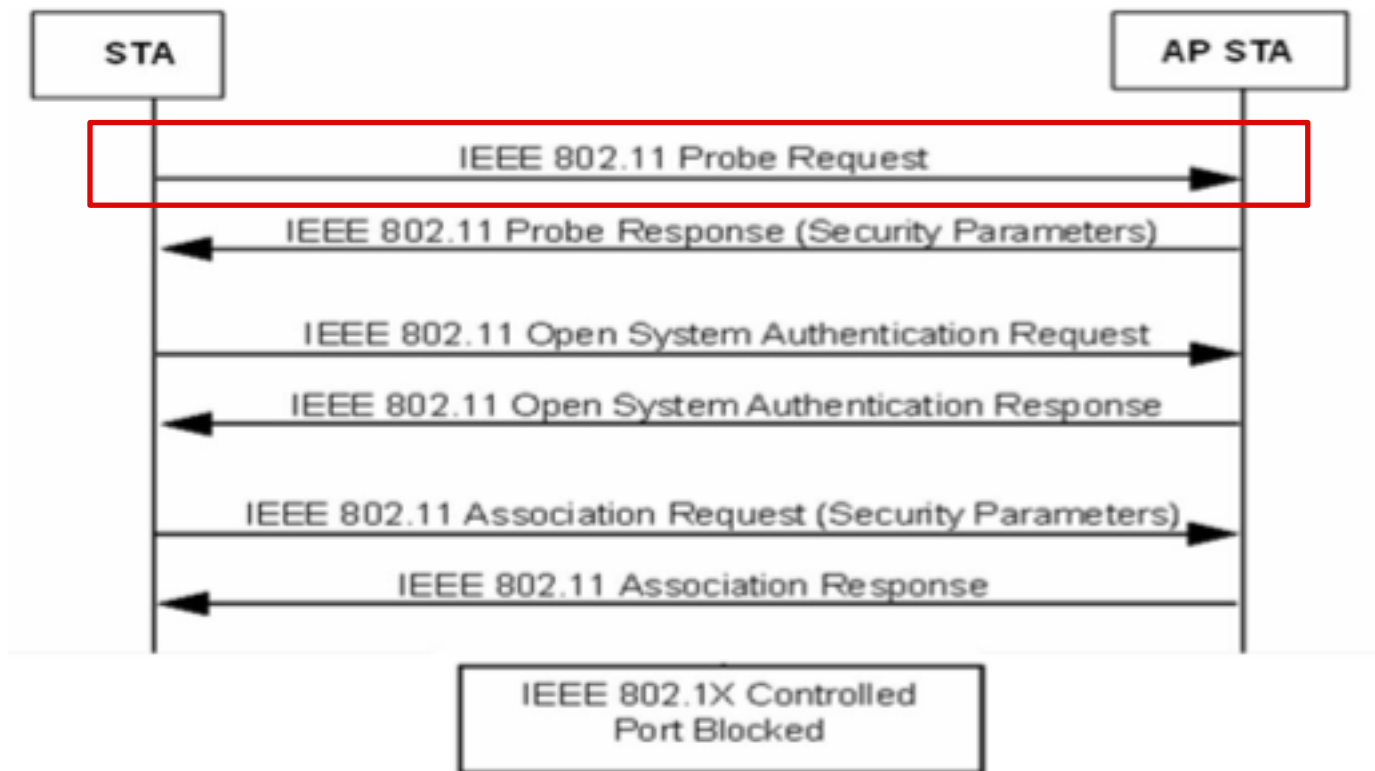 STA
AP STA
IEEE 802.11 Probe Request
IEEE 802.11 Probe Response (Security Parameters)
IEEE 802.11 Open System Authentication Request
IEEE 802.11 Open System Authentication Response
IEEE 802.11 Association Request (Security Parameters)
IEEE 802.11 Association Response
IEEE 802.1X Controlled
Port Blocked